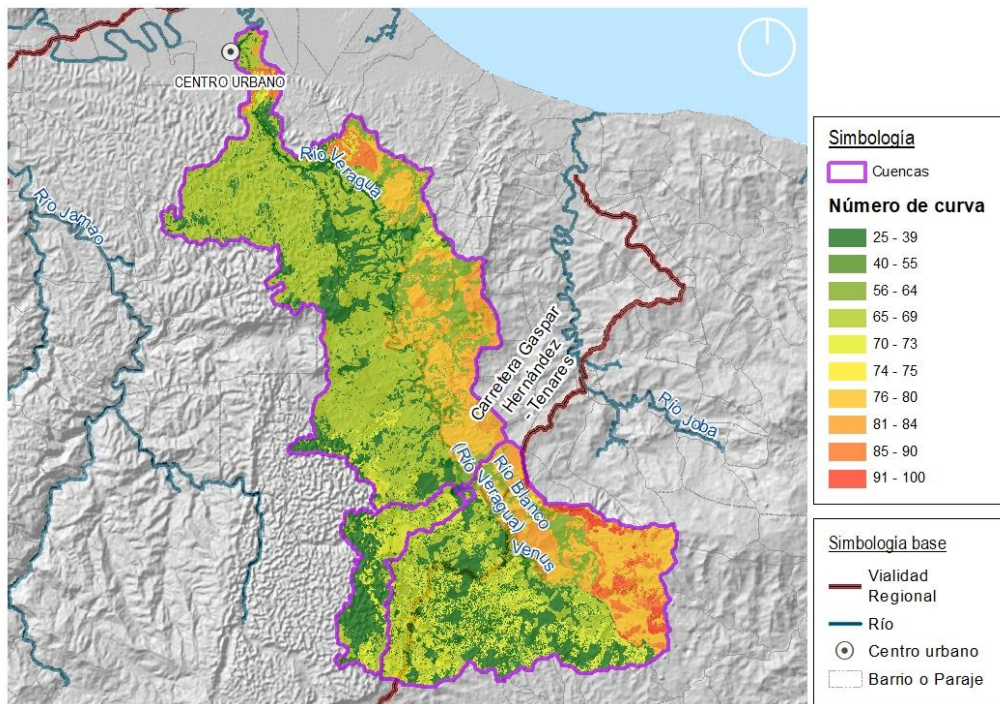 CENTRO URBANO
Río Veragua
Río Jamao
Carretera Gaspar
Hernández
- Tenares
Río Joba
Río Blanco
(Río Veragua)
Venus
Simbología
Cuencas
Número de curva
25 - 39
40 - 55
56 - 64
65 - 69
70 - 73
74 - 75
76 - 80
81 - 84
85 - 90
91 - 100
Simbologia base
Vialidad
Regional
Río
Centro urbano
Barrio o Paraje